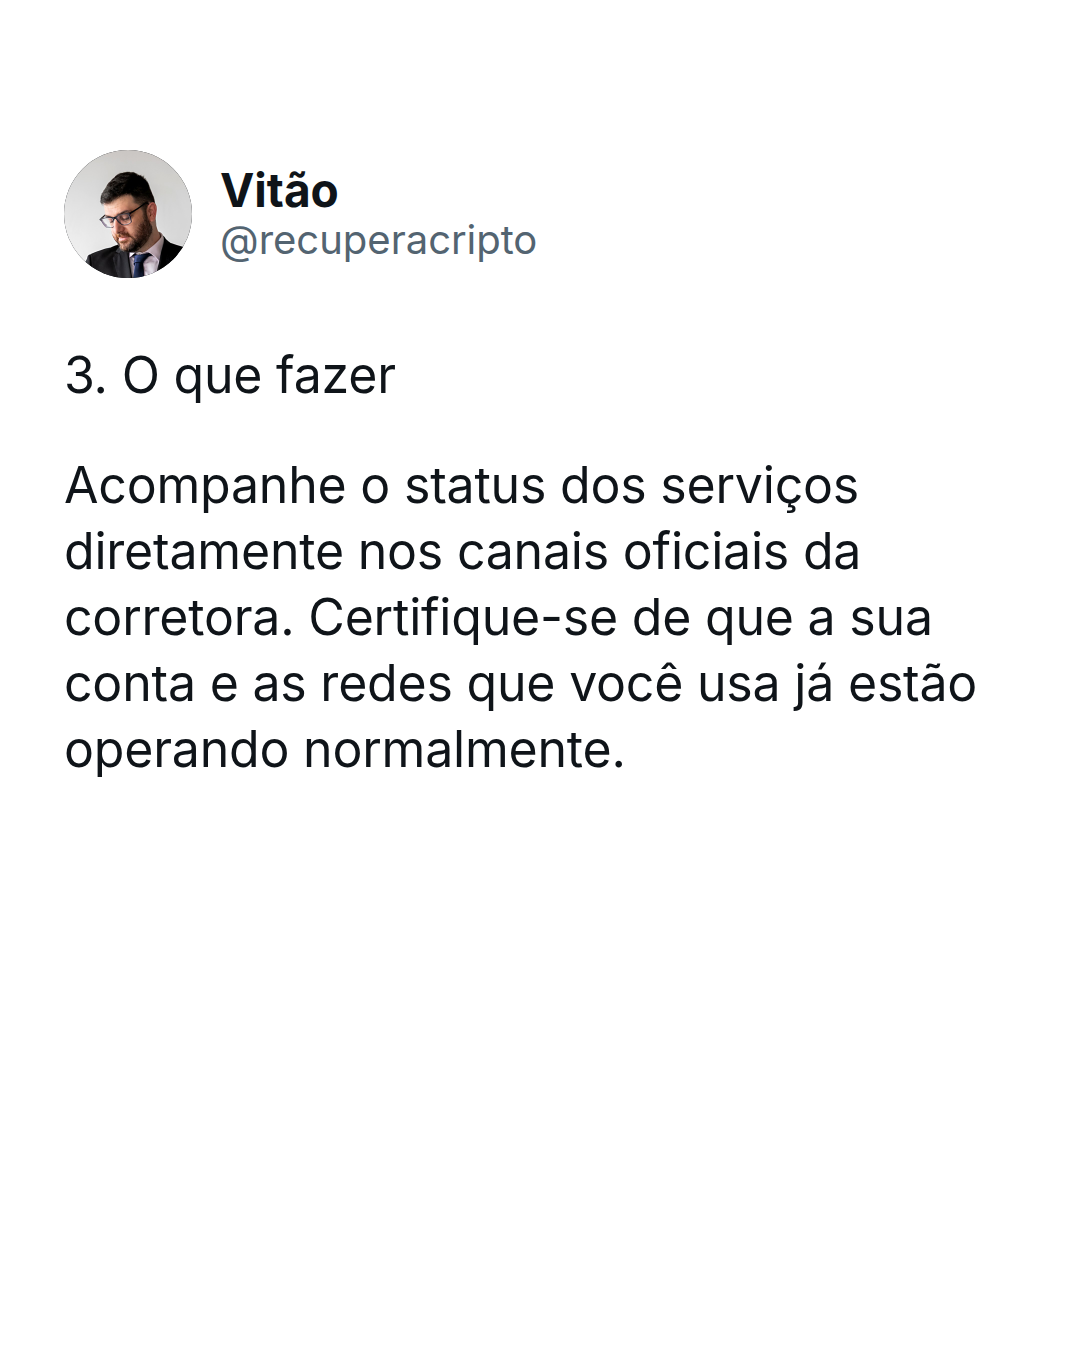 Vitão
@recuperacripto
3. O que fazer
Acompanhe o status dos serviços
diretamente nos canais oficiais da
corretora. Certifique-se de que a sua
conta e as redes que você usa já estão
operando normalmente.